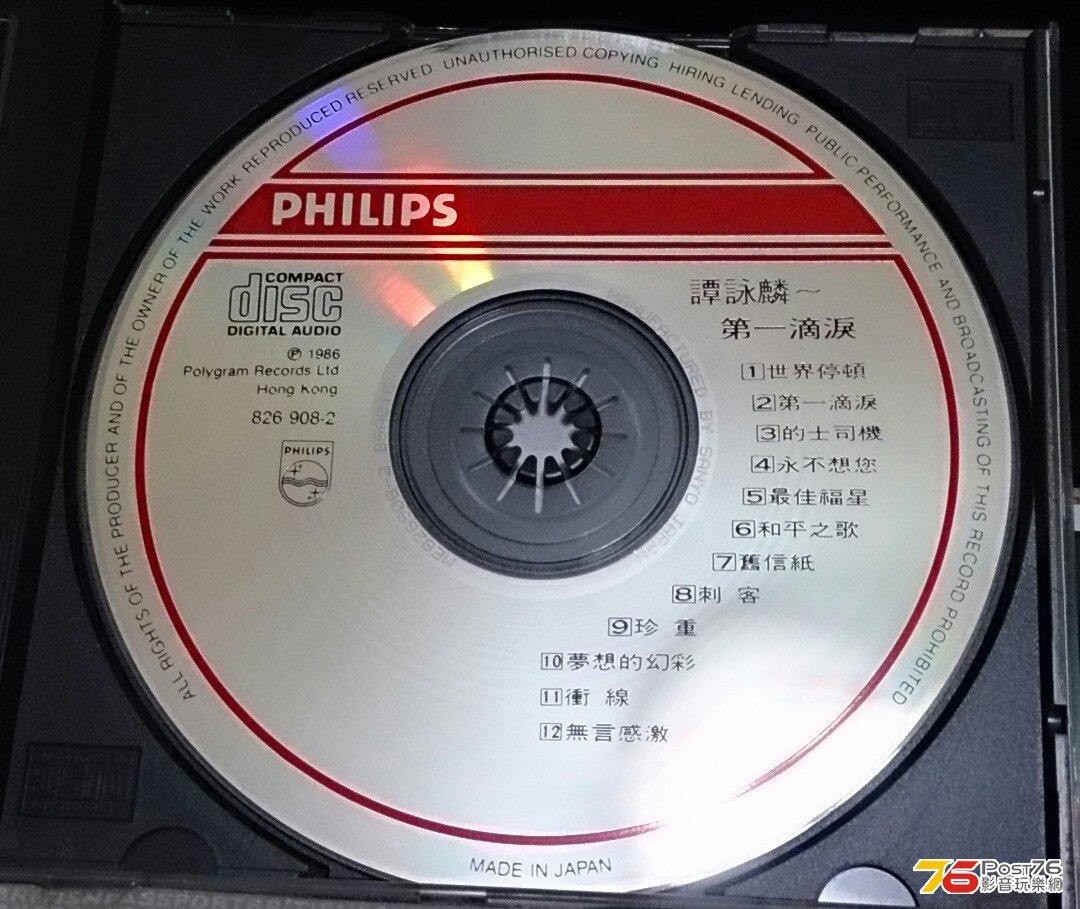 ALL RIGHTS OF THE PRODUCER AND OF THE OWNER OF THE WORK REPRODUCED RESERVED UNAUTHORISED COPYING HIRING LENDING PUBLIC PERFORMANCE AND BROADCASTING OF THIS RECORD PROHIBITED
PHILIPS
COMPACT
disc
DIGITAL AUDIO
Ⓟ 1986
Polygram Records Ltd
Hong Kong
826 908-2
PHILIPS
譚詠麟～
第一滴淚
1 世界停頓
2 第一滴淚
3 的士司機
4 永不想您
5 最佳福星
6 和平之歌
7 舊信紙
8 刺 客
9 珍 重
10 夢想的幻彩
11 衝 線
12 無言感激
MANUFACTURED BY SANYO JAPAN
MADE IN JAPAN
76 POST76
影音玩樂網